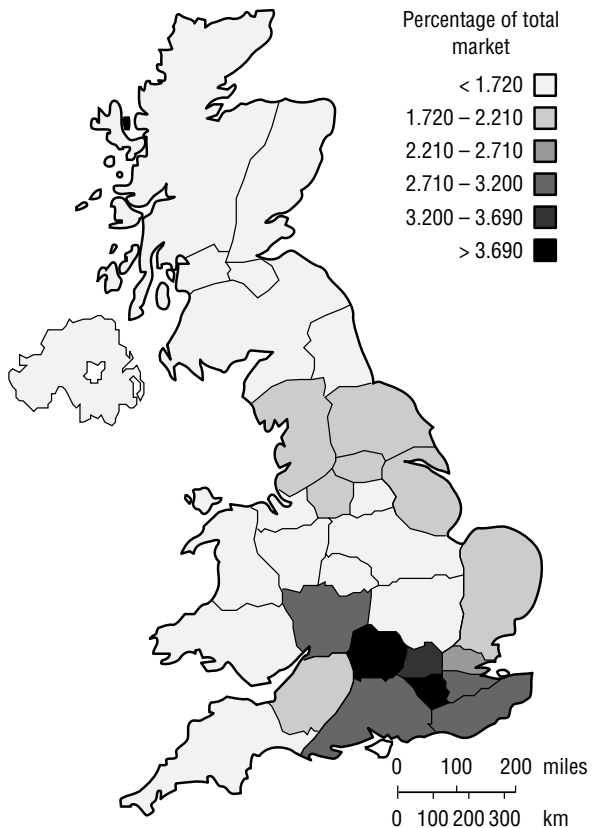 Percentage of total
market
< 1.720
1.720 – 2.210
2.210 – 2.710
2.710 – 3.200
3.200 – 3.690
> 3.690
0 100 200 miles
0 100 200 300 km